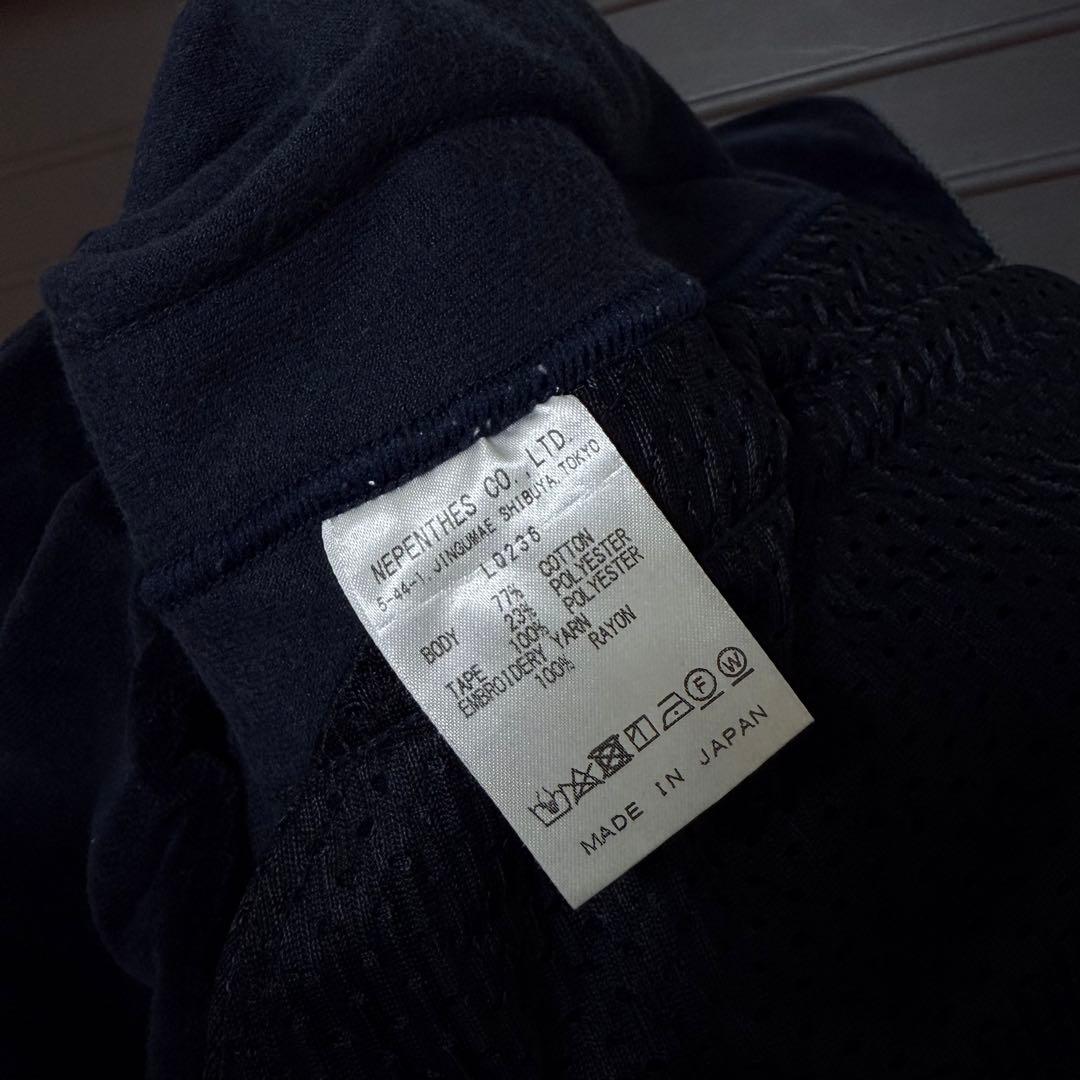 NEPENTHES CO.,LTD.
5-44-1, JINGUMAE SHIBUYA, TOKYO
LQ236
BODY 77% COTTON
23% POLYESTER
TAPE 100% POLYESTER
EMBROIDERY YARN
100% RAYON
F W
MADE IN JAPAN